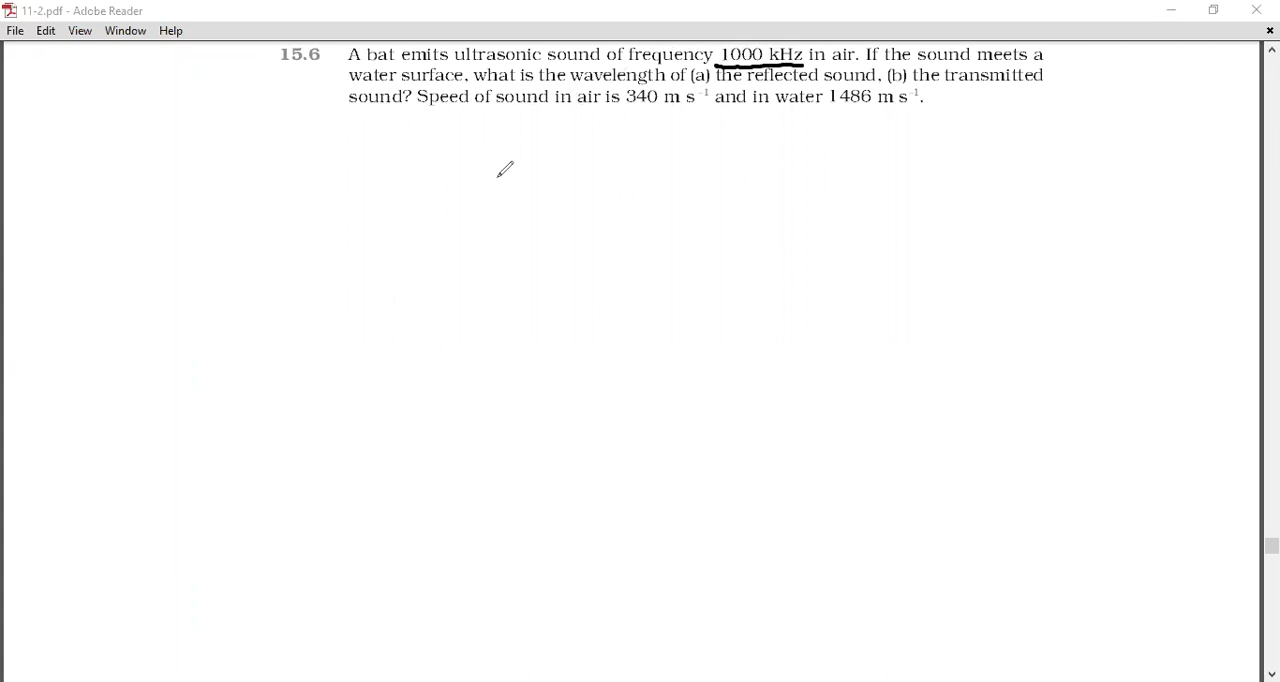 11-2.pdf - Adobe Reader
File Edit View Window Help
15.6 A bat emits ultrasonic sound of frequency 1000 kHz in air. If the sound meets a
water surface, what is the wavelength of (a) the reflected sound, (b) the transmitted
sound? Speed of sound in air is 340 m s⁻¹ and in water 1486 m s⁻¹.